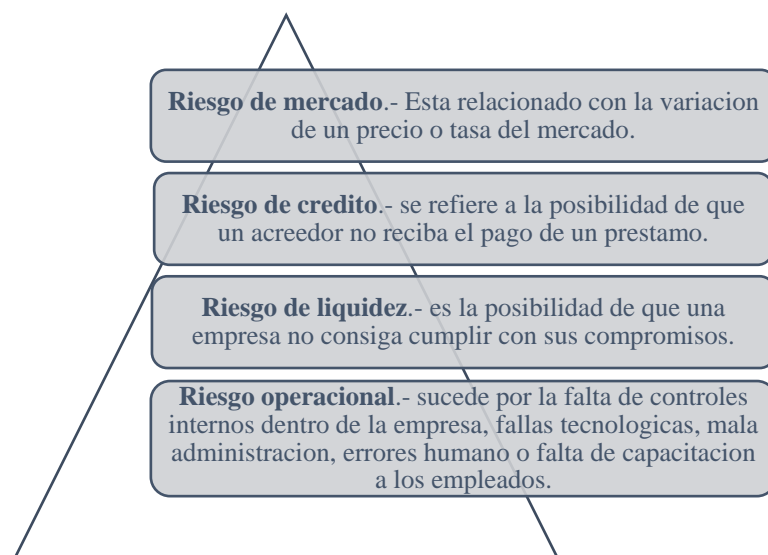 Riesgo de mercado.- Esta relacionado con la variacion
de un precio o tasa del mercado.
Riesgo de credito.- se refiere a la posibilidad de que
un acreedor no reciba el pago de un prestamo.
Riesgo de liquidez.- es la posibilidad de que una
empresa no consiga cumplir con sus compromisos.
Riesgo operacional.- sucede por la falta de controles
internos dentro de la empresa, fallas tecnologicas, mala
administracion, errores humano o falta de capacitacion
a los empleados.